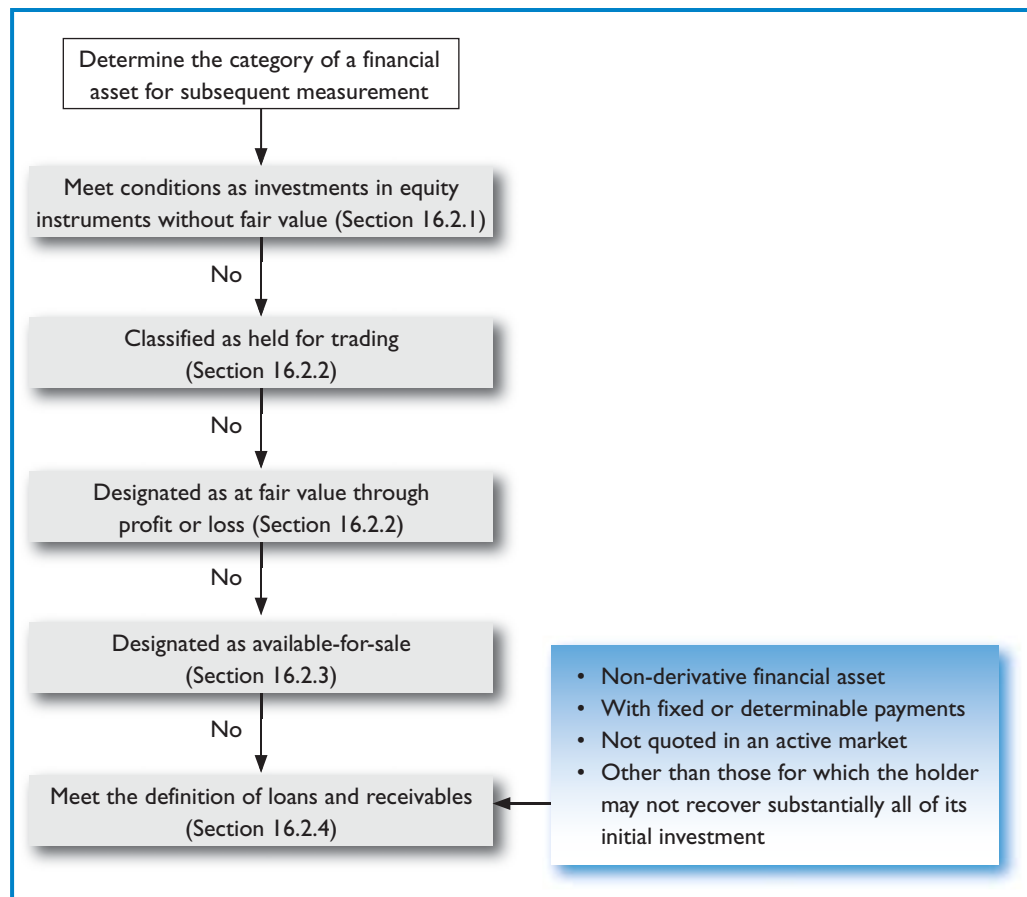 Determine the category of a financial
asset for subsequent measurement
Meet conditions as investments in equity
instruments without fair value (Section 16.2.1)
No
Classified as held for trading
(Section 16.2.2)
No
Designated as at fair value through
profit or loss (Section 16.2.2)
No
Designated as available-for-sale
(Section 16.2.3)
No
Meet the definition of loans and receivables
(Section 16.2.4)
• Non-derivative financial asset
• With fixed or determinable payments
• Not quoted in an active market
• Other than those for which the holder
may not recover substantially all of its
initial investment